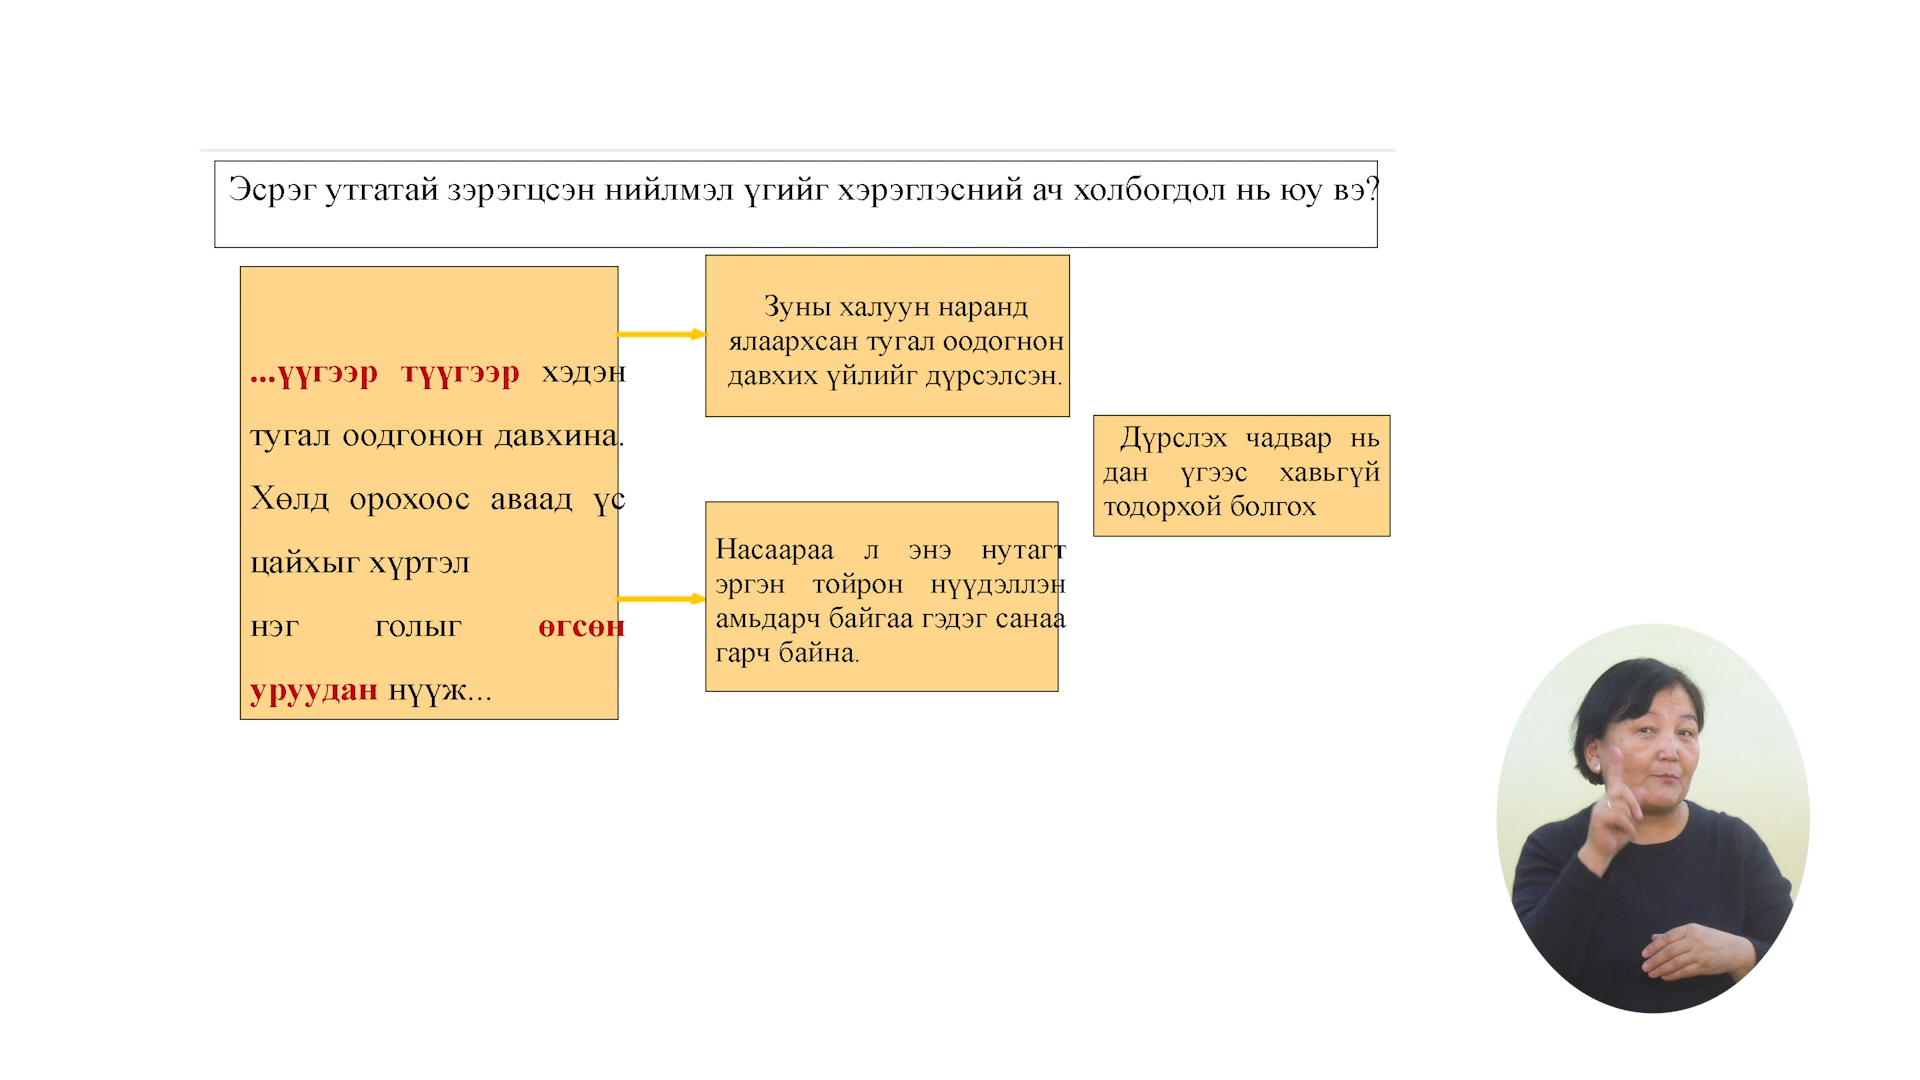 Эсрэг утгатай зэрэгцсэн нийлмэл үгийг хэрэглэсний ач холбогдол нь юу вэ?
...үүгээр түүгээр хэдэн
тугал оодгонон давхина.
Хөлд орохоос аваад үс
цайхыг хүртэл
нэг голыг өгсөн
уруудан нүүж...
Зуны халуун наранд
ялаархсан тугал оодогнон
давхих үйлийг дүрсэлсэн.
Насаараа л энэ нутагт
эргэн тойрон нүүдэллэн
амьдарч байгаа гэдэг санаа
гарч байна.
Дүрслэх чадвар нь
дан үгээс хавьгүй
тодорхой болгох